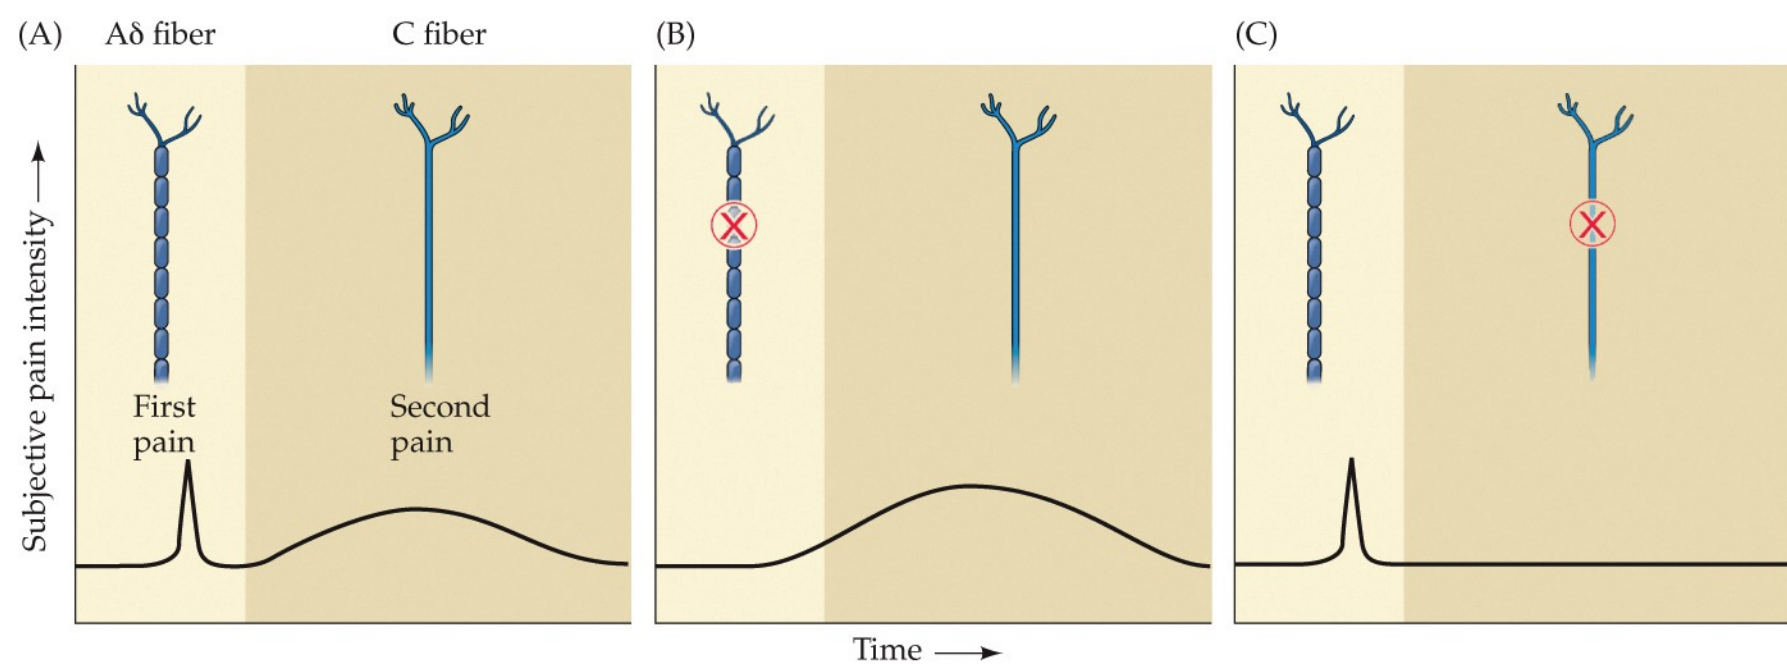 (A) Aδ fiber C fiber (B) (C)
Subjective pain intensity
X X
First
pain
Second
pain
Time